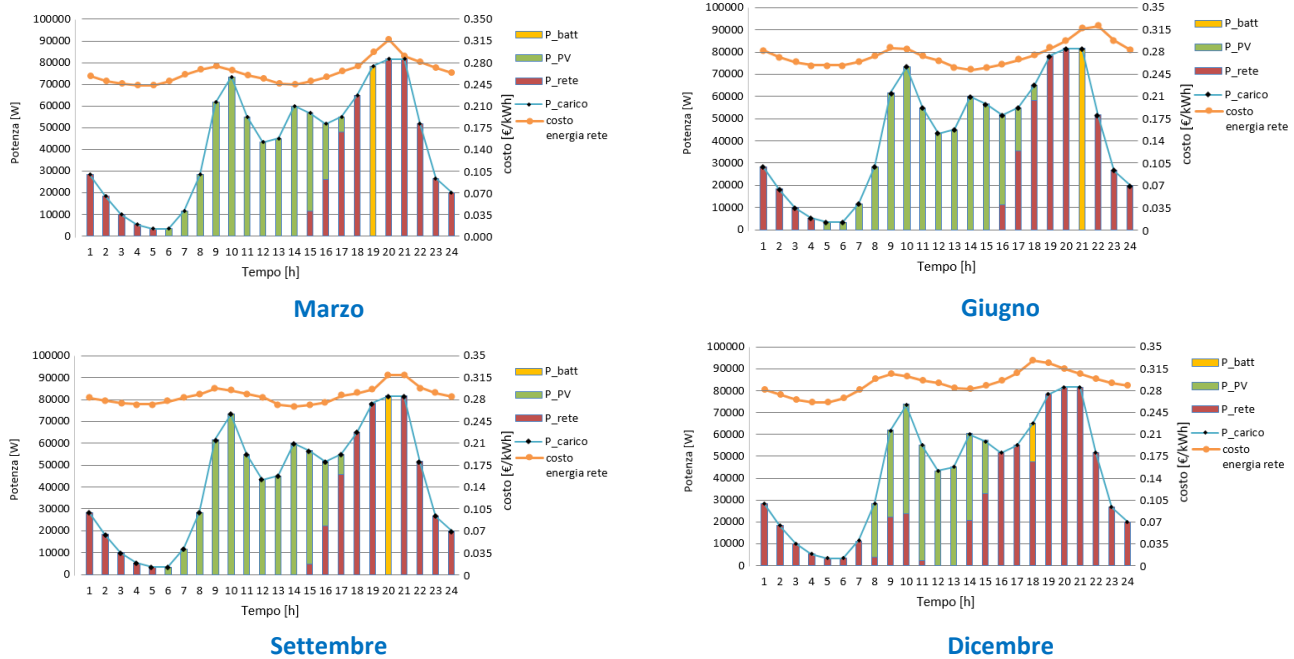 100000
90000
80000
70000
60000
50000
40000
30000
20000
10000
0
Potenza [W]
1 2 3 4 5 6 7 8 9 10 11 12 13 14 15 16 17 18 19 20 21 22 23 24
Tempo [h]
0.350
0.315
0.280
0.245
0.210
0.175
0.140
0.105
0.070
0.035
0.000
costo [€/kWh]
P_batt
P_PV
P_rete
P_carico
costo
energia rete
Marzo
100000
90000
80000
70000
60000
50000
40000
30000
20000
10000
0
Potenza [W]
1 2 3 4 5 6 7 8 9 10 11 12 13 14 15 16 17 18 19 20 21 22 23 24
Tempo [h]
0.35
0.315
0.28
0.245
0.21
0.175
0.14
0.105
0.07
0.035
0
costo [€/kWh]
P_batt
P_PV
P_rete
P_carico
costo
energia rete
Giugno
100000
90000
80000
70000
60000
50000
40000
30000
20000
10000
0
Potenza [W]
1 2 3 4 5 6 7 8 9 10 11 12 13 14 15 16 17 18 19 20 21 22 23 24
Tempo [h]
0.35
0.315
0.28
0.245
0.21
0.175
0.14
0.105
0.07
0.035
0
costo [€/kWh]
P_batt
P_PV
P_rete
P_carico
costo
energia rete
Settembre
100000
90000
80000
70000
60000
50000
40000
30000
20000
10000
0
Potenza [W]
1 2 3 4 5 6 7 8 9 10 11 12 13 14 15 16 17 18 19 20 21 22 23 24
Tempo [h]
0.35
0.315
0.28
0.245
0.21
0.175
0.14
0.105
0.07
0.035
0
costo [€/kWh]
P_batt
P_PV
P_rete
P_carico
costo
energia rete
Dicembre